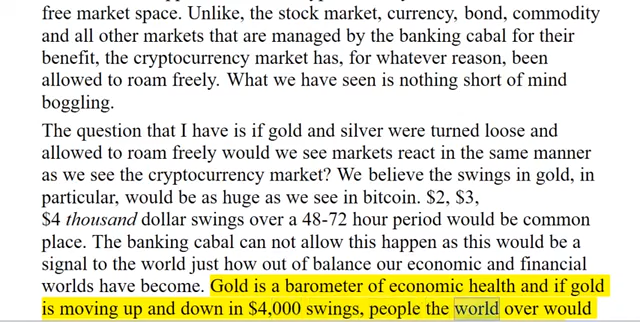 free market space. Unlike, the stock market, currency, bond, commodity
and all other markets that are managed by the banking cabal for their
benefit, the cryptocurrency market has, for whatever reason, been
allowed to roam freely. What we have seen is nothing short of mind
boggling.
The question that I have is if gold and silver were turned loose and
allowed to roam freely would we see markets react in the same manner
as we see the cryptocurrency market? We believe the swings in gold, in
particular, would be as huge as we see in bitcoin. $2, $3,
$4 thousand dollar swings over a 48-72 hour period would be common
place. The banking cabal can not allow this happen as this would be a
signal to the world just how out of balance our economic and financial
worlds have become. Gold is a barometer of economic health and if gold
is moving up and down in $4,000 swings, people the world over would